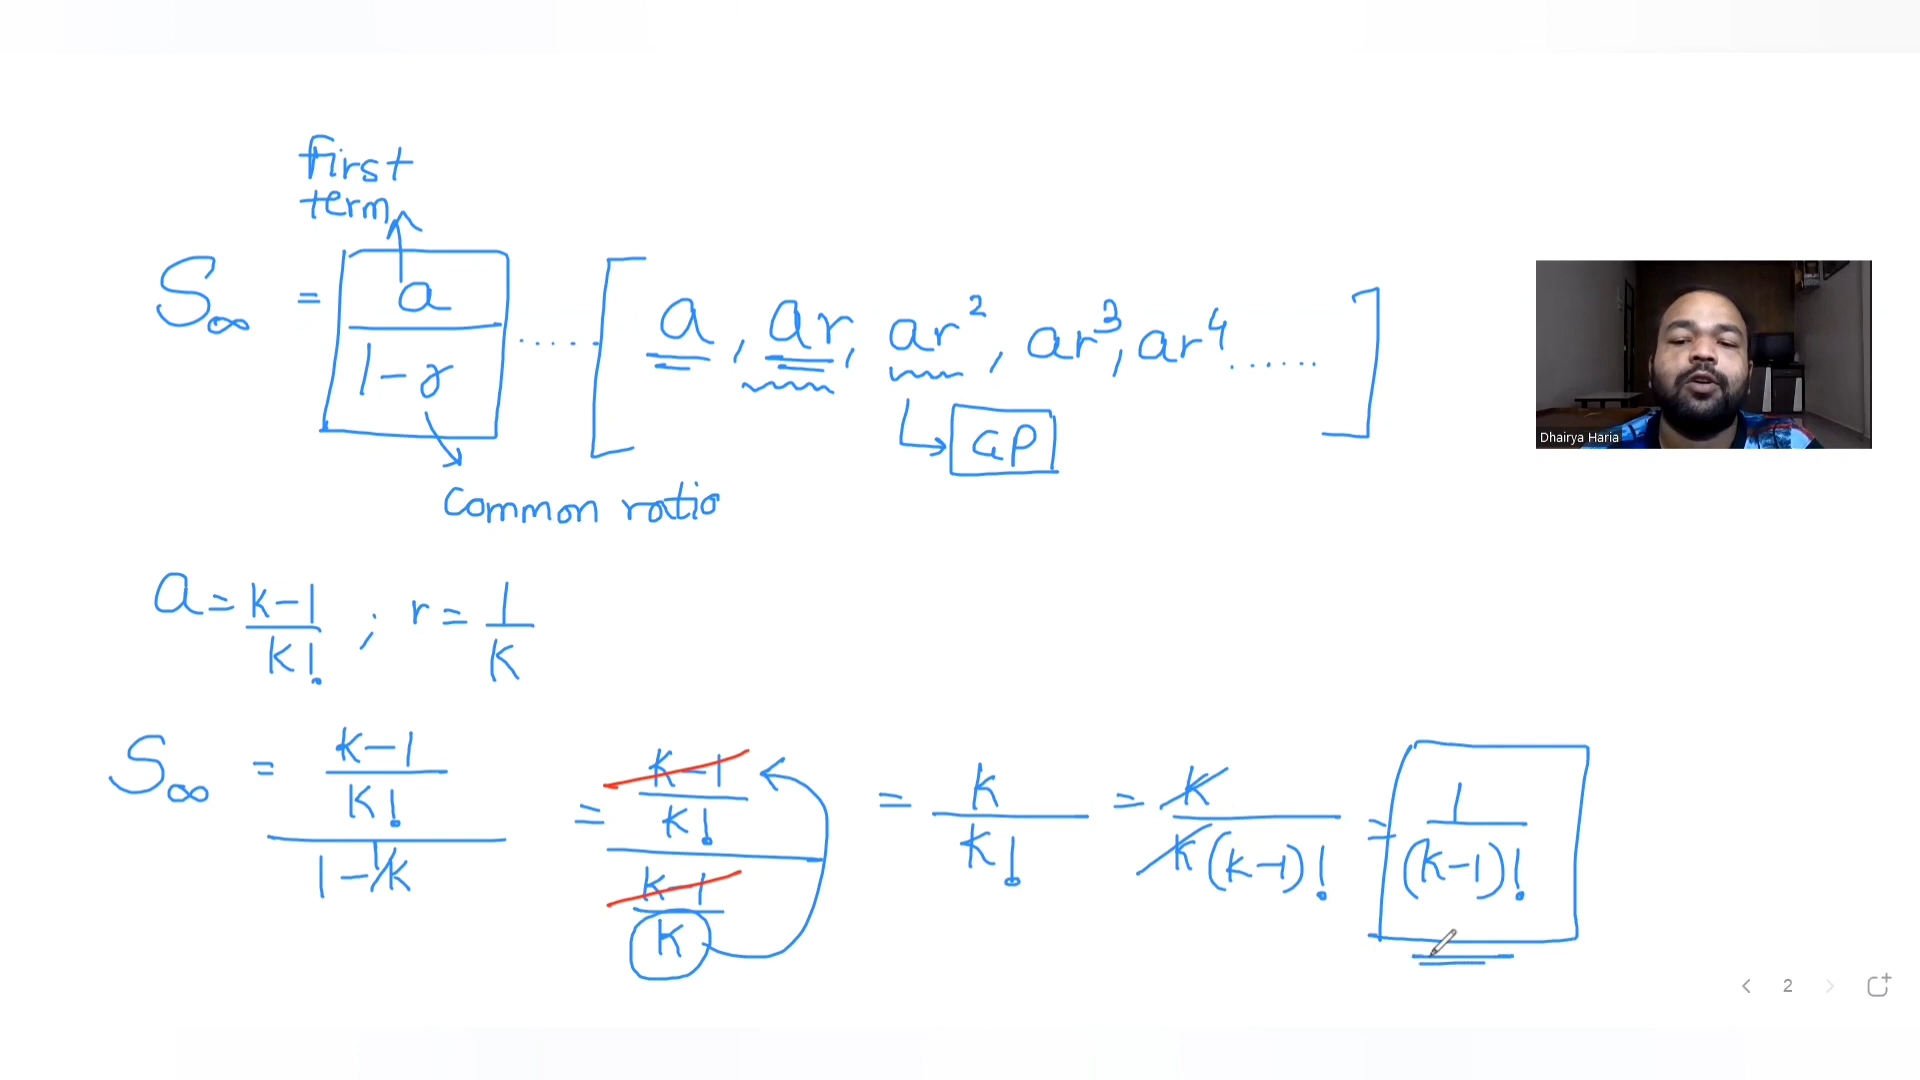 first
term
S∞ = a / (1-r) ..... [a, ar, ar², ar³, ar⁴ ......]
GP
common ratio
Dhairya Haria
a = (k-1) / k! ; r = 1/k
S∞ = ((k-1) / k!) / (1 - 1/k) = ((k-1) / k!) / ((k-1) / k) = k / k! = k / k(k-1)! = 1 / (k-1)!
2